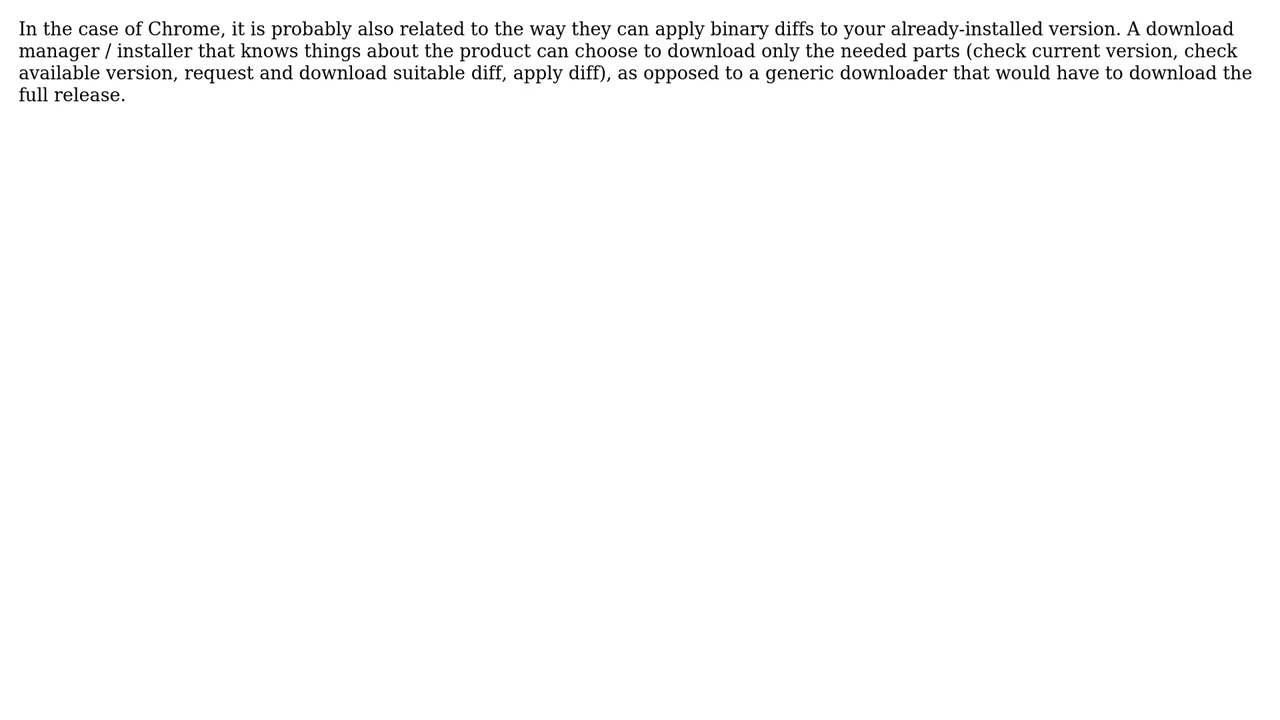 In the case of Chrome, it is probably also related to the way they can apply binary diffs to your already-installed version. A download
manager / installer that knows things about the product can choose to download only the needed parts (check current version, check
available version, request and download suitable diff, apply diff), as opposed to a generic downloader that would have to download the
full release.